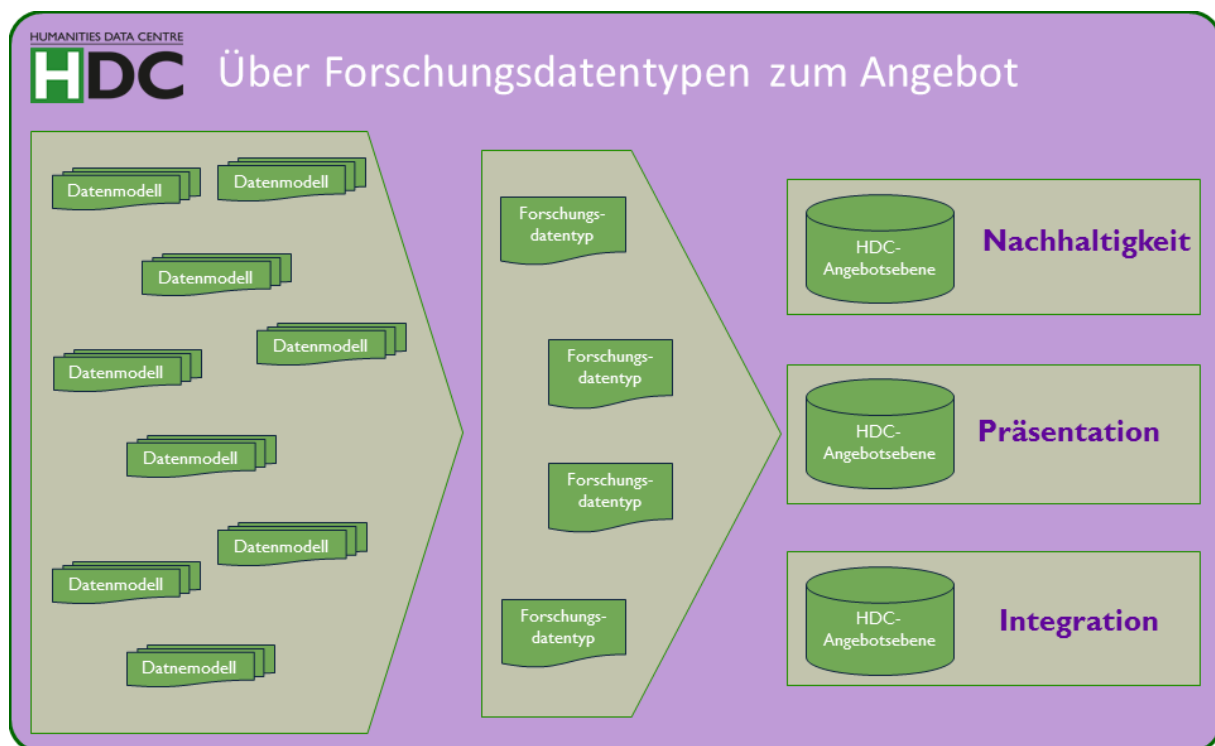 HUMANITIES DATA CENTRE
HDC
Über Forschungsdatentypen zum Angebot
Datenmodell
Datenmodell
Datenmodell
Datenmodell
Datenmodell
Datenmodell
Datenmodell
Datenmodell
Datnemodell
Forschungs-
datentyp
Forschungs-
datentyp
Forschungs-
datentyp
Forschungs-
datentyp
HDC-
Angebotsebene
Nachhaltigkeit
HDC-
Angebotsebene
Präsentation
HDC-
Angebotsebene
Integration